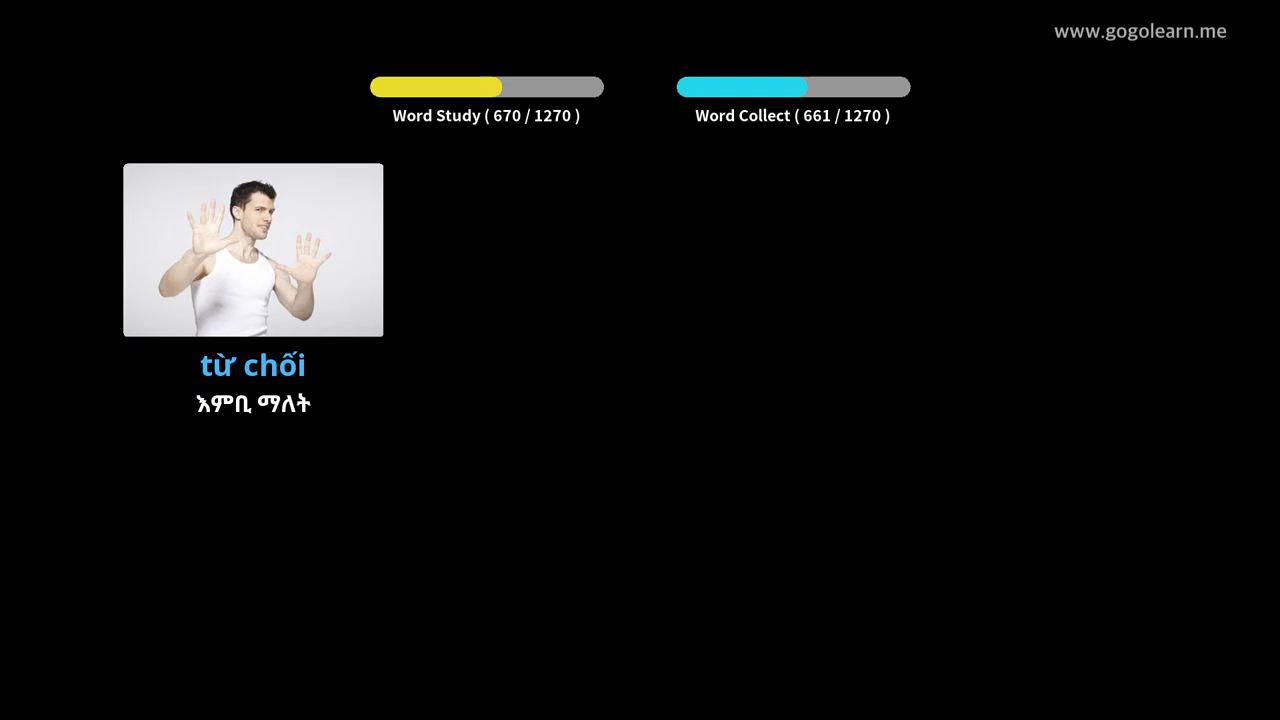 www.gogolearn.me
Word Study ( 670 / 1270 )
Word Collect ( 661 / 1270 )
từ chối
እምቢ ማለት